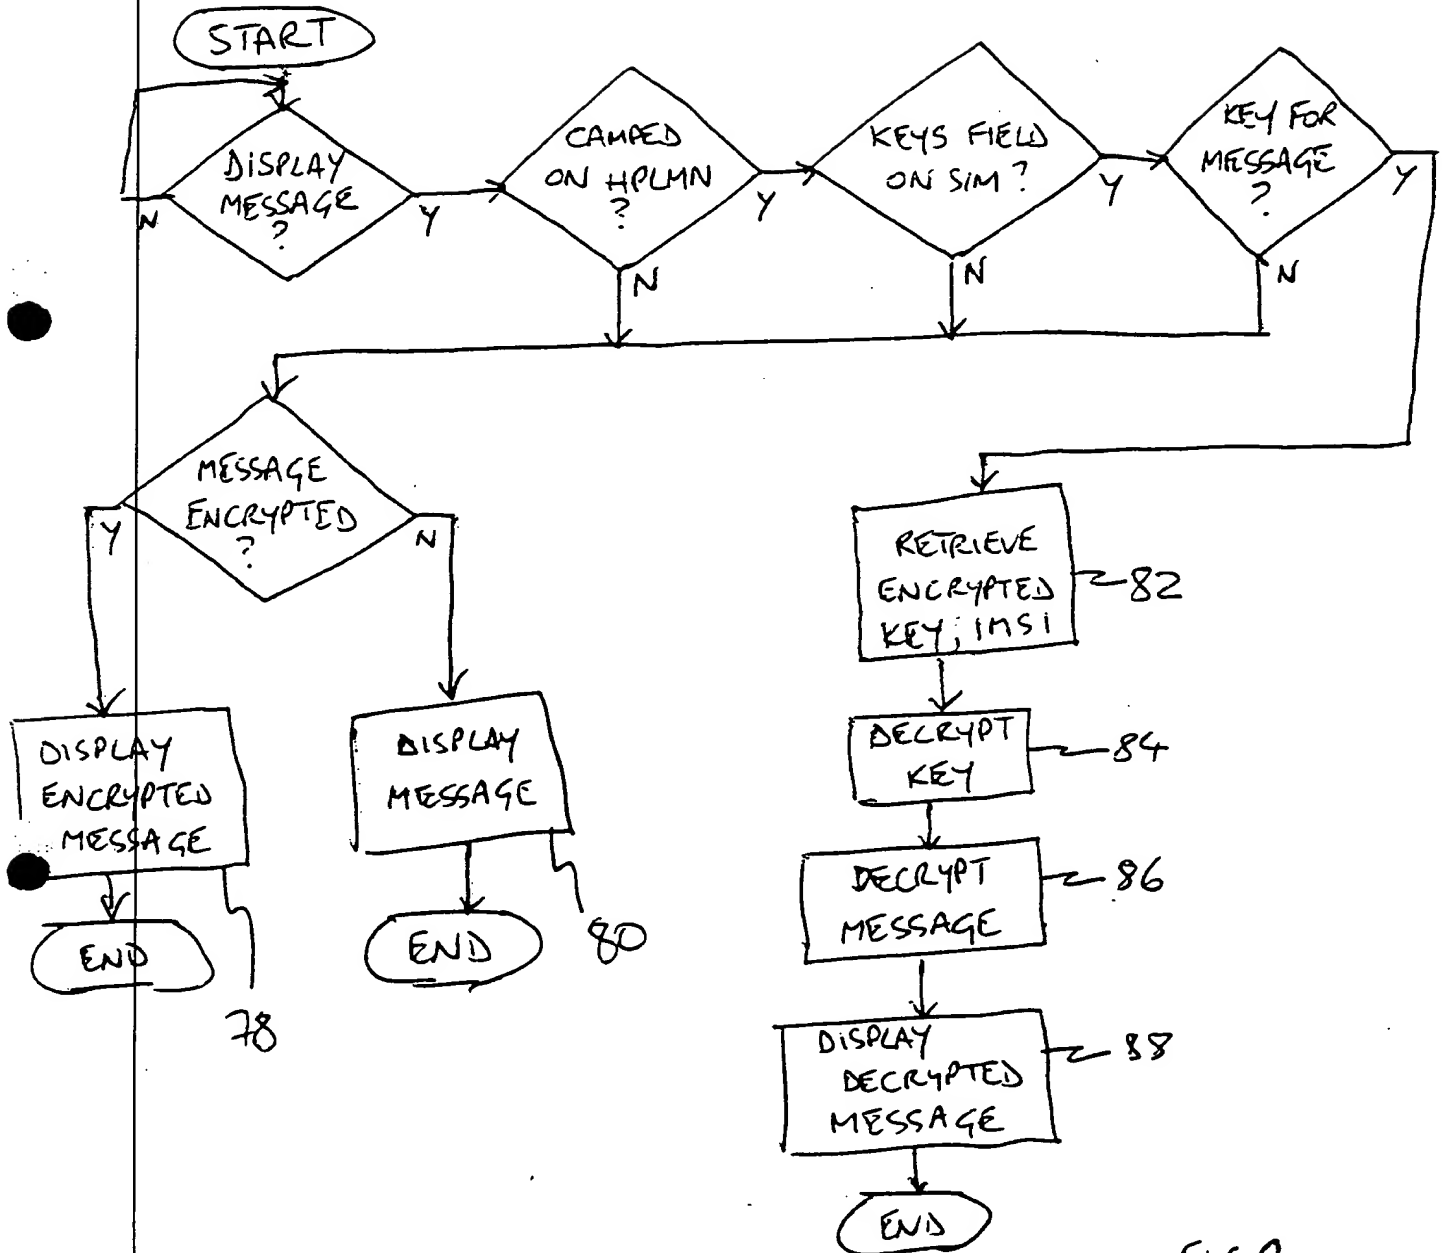 START
DISPLAY
MESSAGE
?
N
Y
CAMPED
ON HPLMN
?
Y
N
KEYS FIELD
ON SIM ?
Y
N
KEY FOR
MESSAGE
?
Y
N
MESSAGE
ENCRYPTED
?
Y
N
DISPLAY
ENCRYPTED
MESSAGE
END
78
DISPLAY
MESSAGE
END
80
RETRIEVE
ENCRYPTED
KEY; IMSI
82
DECRYPT
KEY
84
DECRYPT
MESSAGE
86
DISPLAY
DECRYPTED
MESSAGE
88
END